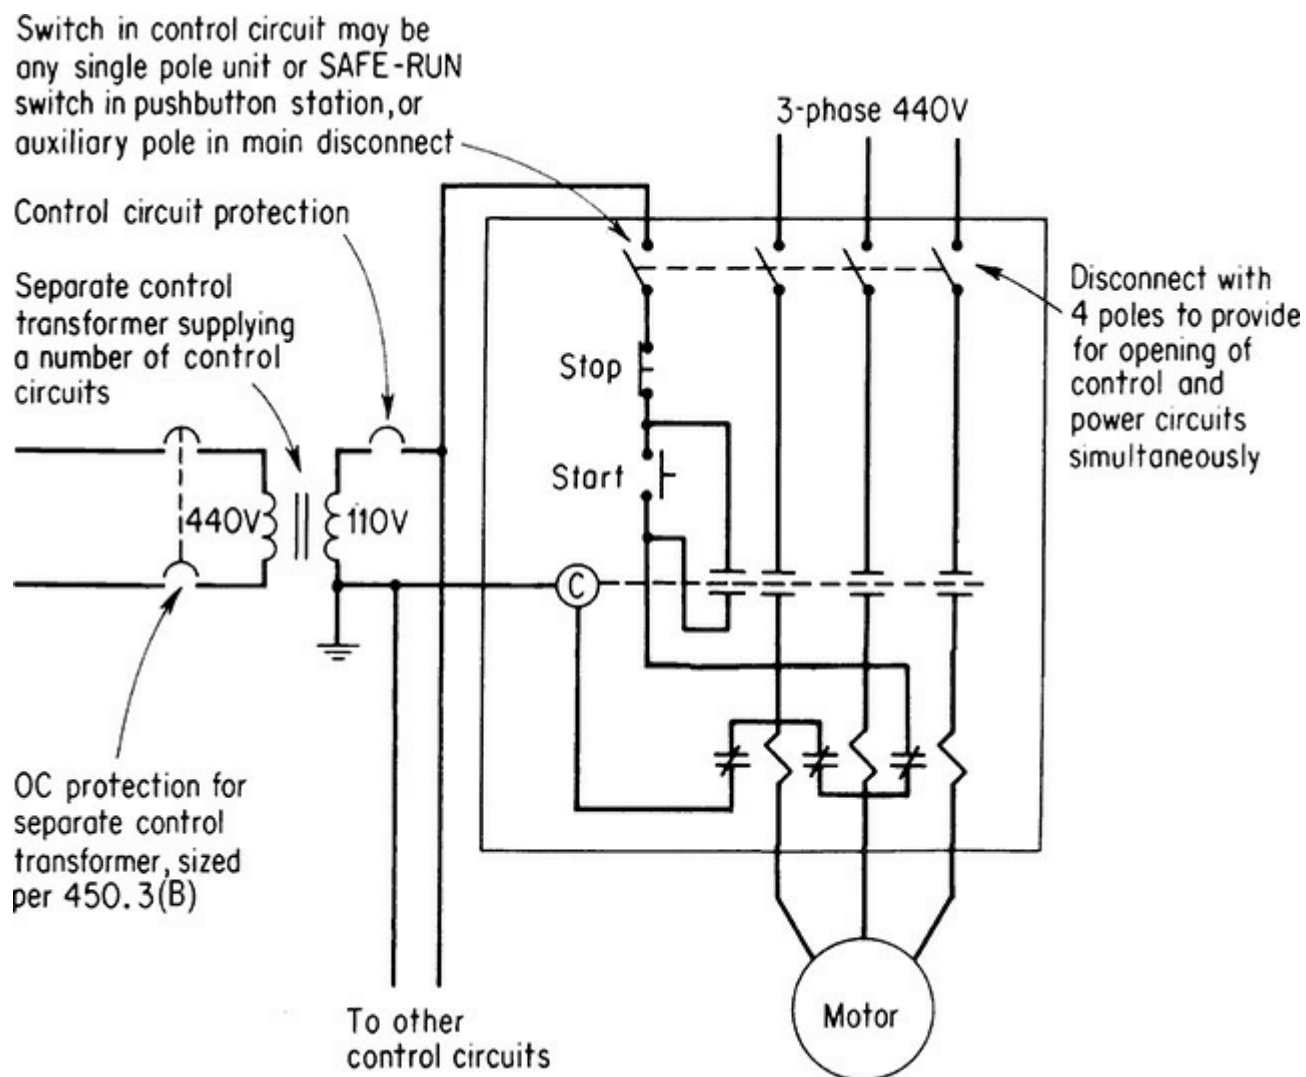 Switch in control circuit may be
any single pole unit or SAFE-RUN
switch in pushbutton station, or
auxiliary pole in main disconnect
3-phase 440V
Control circuit protection
Separate control
transformer supplying
a number of control
circuits
Disconnect with
4 poles to provide
for opening of
control and
power circuits
simultaneously
Stop
Start
440V
110V
C
OC protection for
separate control
transformer, sized
per 450.3(B)
To other
control circuits
Motor